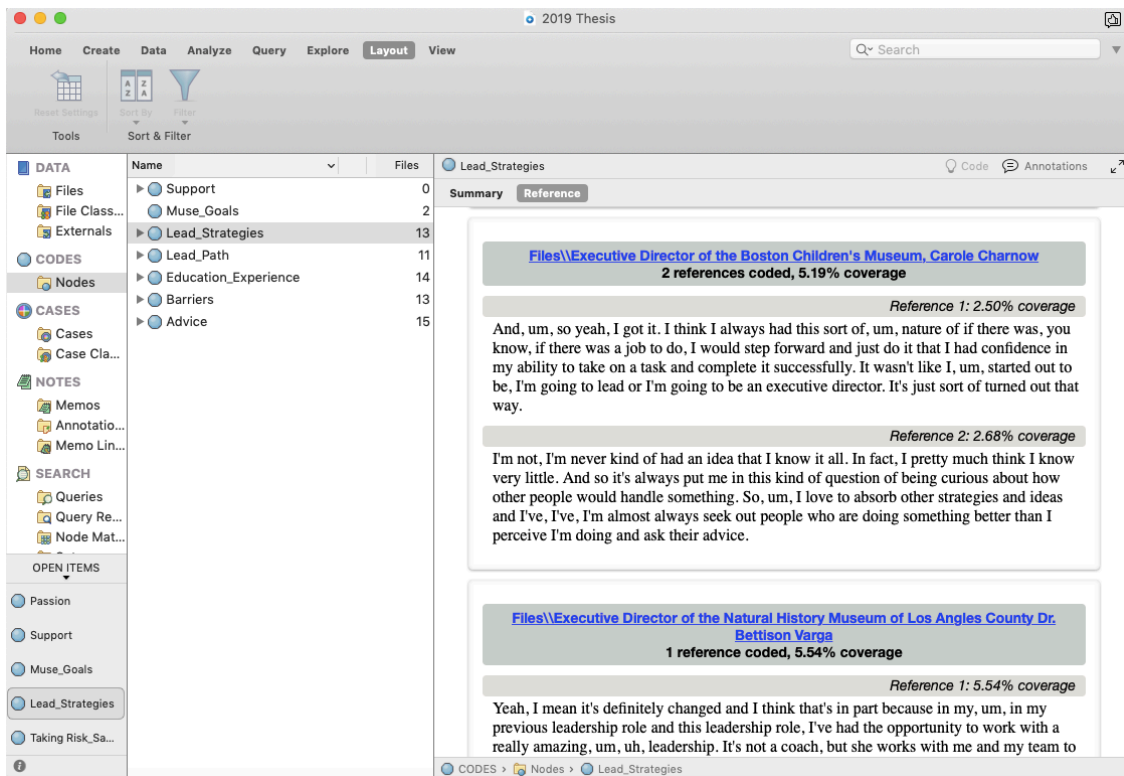 2019 Thesis
Home Create Data Analyze Query Explore Layout View
Search
Reset Settings Sort By Filter
Tools Sort & Filter
DATA
Files
File Class...
Externals
CODES
Nodes
CASES
Cases
Case Cla...
NOTES
Memos
Annotatio...
Memo Lin...
SEARCH
Queries
Query Re...
Node Mat...
OPEN ITEMS
Passion
Support
Muse_Goals
Lead_Strategies
Taking Risk_Sa...
Name Files
Support 0
Muse_Goals 2
Lead_Strategies 13
Lead_Path 11
Education_Experience 14
Barriers 13
Advice 15
Lead_Strategies Code Annotations
Summary Reference
Files\\Executive Director of the Boston Children's Museum, Carole Charnow
2 references coded, 5.19% coverage
Reference 1: 2.50% coverage
And, um, so yeah, I got it. I think I always had this sort of, um, nature of if there was, you
know, if there was a job to do, I would step forward and just do it that I had confidence in
my ability to take on a task and complete it successfully. It wasn't like I, um, started out to
be, I'm going to lead or I'm going to be an executive director. It's just sort of turned out that
way.
Reference 2: 2.68% coverage
I'm not, I'm never kind of had an idea that I know it all. In fact, I pretty much think I know
very little. And so it's always put me in this kind of question of being curious about how
other people would handle something. So, um, I love to absorb other strategies and ideas
and I've, I've, I'm almost always seek out people who are doing something better than I
perceive I'm doing and ask their advice.
Files\\Executive Director of the Natural History Museum of Los Angles County Dr.
Bettison Varga
1 reference coded, 5.54% coverage
Reference 1: 5.54% coverage
Yeah, I mean it's definitely changed and I think that's in part because in my, um, in my
previous leadership role and this leadership role, I've had the opportunity to work with a
really amazing, um, uh, leadership. It's not a coach, but she works with me and my team to
CODES › Nodes › Lead_Strategies